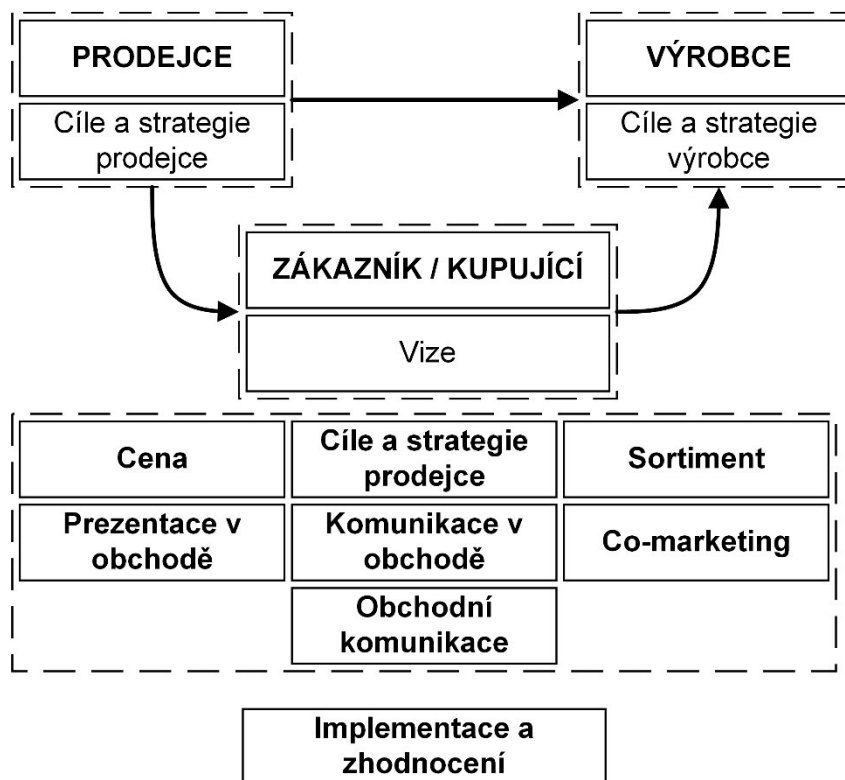 PRODEJCE
Cíle a strategie
prodejce
VÝROBCE
Cíle a strategie
výrobce
ZÁKAZNÍK / KUPUJÍCÍ
Vize
Cena
Cíle a strategie
prodejce
Sortiment
Prezentace v
obchodě
Komunikace v
obchodě
Co-marketing
Obchodní
komunikace
Implementace a
zhodnocení